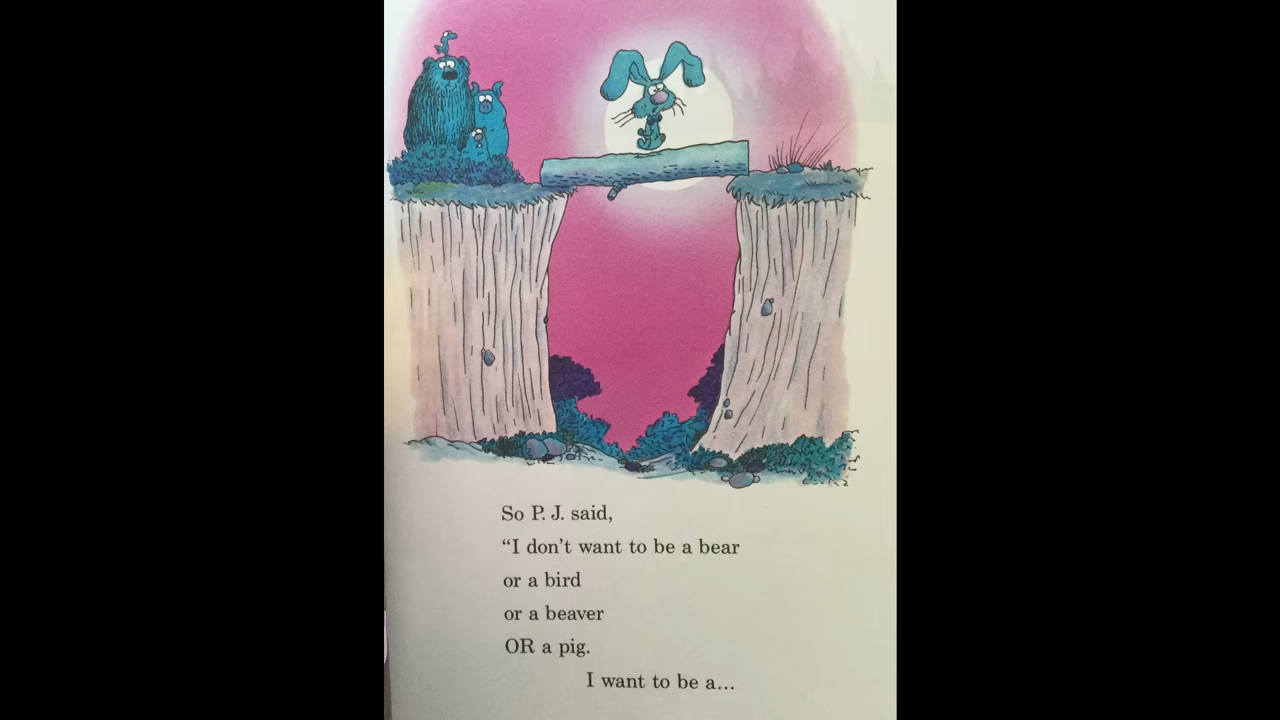 So P. J. said,
“I don’t want to be a bear
or a bird
or a beaver
OR a pig.
I want to be a...